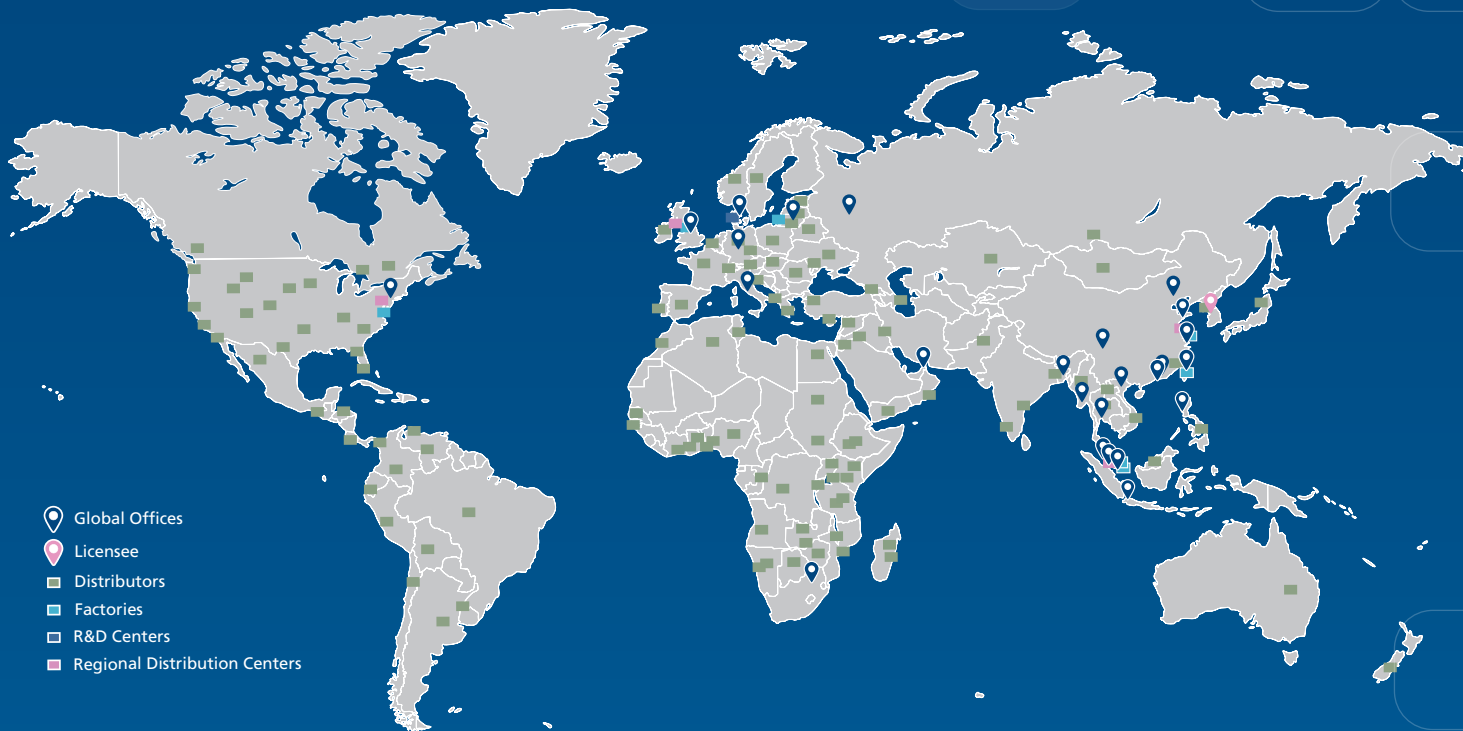 Global Offices
Licensee
Distributors
Factories
R&D Centers
Regional Distribution Centers